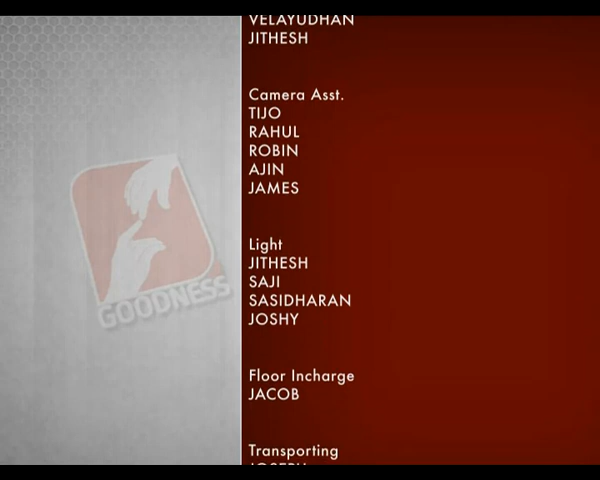 VELAYUDHAN
JITHESH
Camera Asst.
TIJO
RAHUL
ROBIN
AJIN
JAMES
Light
JITHESH
SAJI
SASIDHARAN
JOSHY
Floor Incharge
JACOB
Transporting
GOODNESS